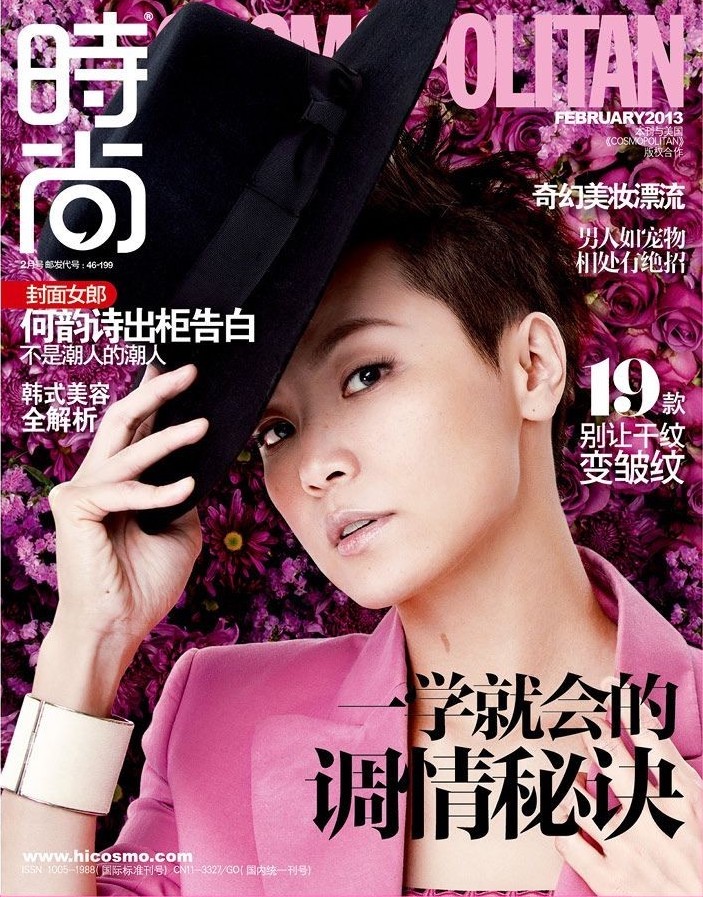 時尚®
COSMOPOLITAN
FEBRUARY2013
本刊与美国
《COSMOPOLITAN》
版权合作
2月号 邮发代号：46-199
奇幻美妆漂流
男人如宠物
相处有绝招
封面女郎
何韵诗出柜告白
不是潮人的潮人
韩式美容
全解析
19款
别让干纹
变皱纹
一学就会的
调情秘诀
www.hicosmo.com
ISSN 1005-1988(国际标准刊号) CN11-3327/GO(国内统一刊号)